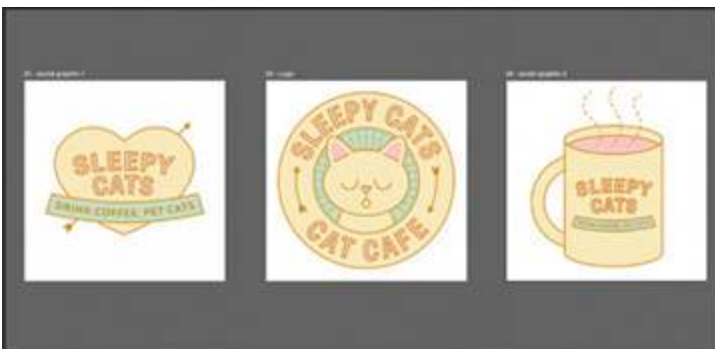 SLEEPY
CATS
DRINK COFFEE, PET CATS
SLEEPY CATS
CAT CAFE
SLEEPY
CATS